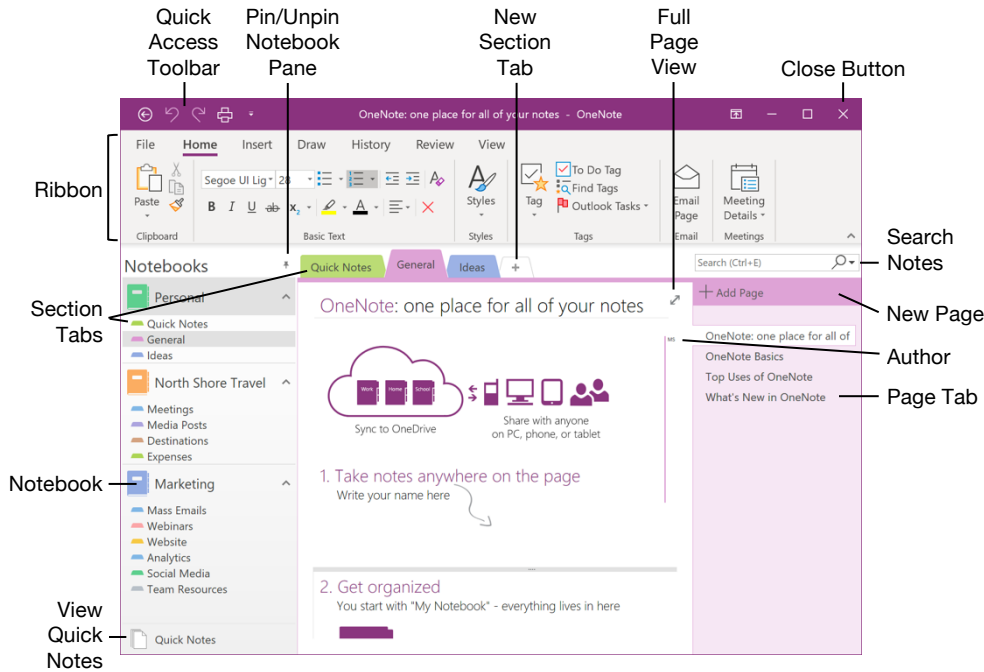 Quick
Access
Toolbar
Pin/Unpin
Notebook
Pane
New
Section
Tab
Full
Page
View
Close Button
OneNote: one place for all of your notes - OneNote
File Home Insert Draw History Review View
Ribbon
Paste
Segoe UI Lig 28
B I U ab x₂ A
Styles
Tag
To Do Tag
Find Tags
Outlook Tasks
Email
Page
Meeting
Details
Clipboard Basic Text Styles Tags Email Meetings
Notebooks
Quick Notes General Ideas +
Search (Ctrl+E)
Search
Notes
Section
Tabs
Personal
Quick Notes
General
Ideas
North Shore Travel
Meetings
Media Posts
Destinations
Expenses
Notebook
Marketing
Mass Emails
Webinars
Website
Analytics
Social Media
Team Resources
View
Quick
Notes
Quick Notes
OneNote: one place for all of your notes
Work Home School
Sync to OneDrive
Share with anyone
on PC, phone, or tablet
1. Take notes anywhere on the page
Write your name here
2. Get organized
You start with "My Notebook" - everything lives in here
MS
+ Add Page
New Page
OneNote: one place for all of
OneNote Basics
Top Uses of OneNote
What's New in OneNote
Author
Page Tab